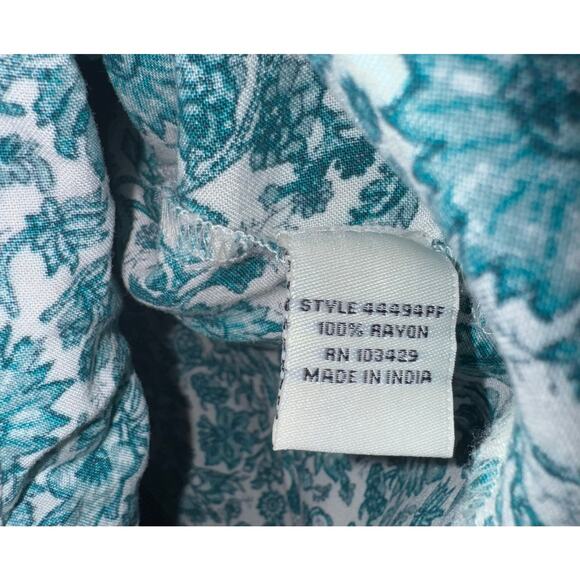 STYLE 44494PF
100% RAYON
RN 103429
MADE IN INDIA